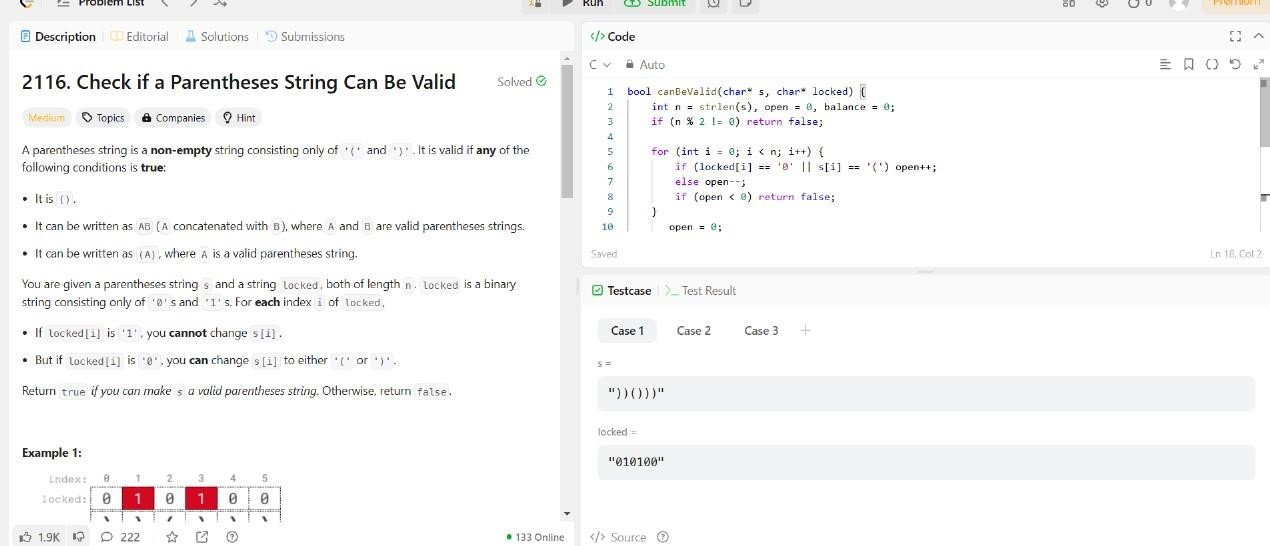 Problem List
Run
Submit
0
Premium
Description
Editorial
Solutions
Submissions
2116. Check if a Parentheses String Can Be Valid
Solved
Medium
Topics
Companies
Hint
A parentheses string is a non-empty string consisting only of '(' and ')'. It is valid if any of the
following conditions is true:
• It is ().
• It can be written as AB (A concatenated with B), where A and B are valid parentheses strings.
• It can be written as (A), where A is a valid parentheses string.
You are given a parentheses string s and a string locked, both of length n. locked is a binary
string consisting only of '0's and '1's. For each index i of locked,
• If locked[i] is '1', you cannot change s[i].
• But if locked[i] is '0', you can change s[i] to either '(' or ')'.
Return true if you can make s a valid parentheses string. Otherwise, return false.
Example 1:
index: 0 1 2 3 4 5
locked: 0 1 0 1 0 0
1.9K
222
133 Online
</> Code
C
Auto
1 bool canBeValid(char* s, char* locked) {
2 int n = strlen(s), open = 0, balance = 0;
3 if (n % 2 != 0) return false;
4
5 for (int i = 0; i < n; i++) {
6 if (locked[i] == '0' || s[i] == '(') open++;
7 else open--;
8 if (open < 0) return false;
9 }
10 open = 0;
Saved
Ln 18, Col 2
Testcase
>_ Test Result
Case 1
Case 2
Case 3
+
s =
"))()))"
locked =
"010100"
</> Source